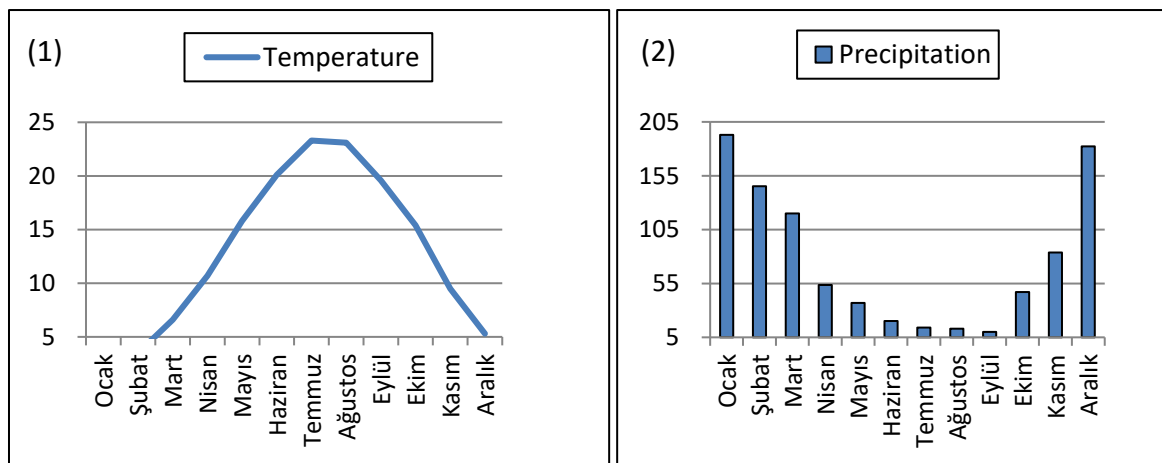 (1)
Temperature
25
20
15
10
5
Ocak
Şubat
Mart
Nisan
Mayıs
Haziran
Temmuz
Ağustos
Eylül
Ekim
Kasım
Aralık
(2)
Precipitation
205
155
105
55
5
Ocak
Şubat
Mart
Nisan
Mayıs
Haziran
Temmuz
Ağustos
Eylül
Ekim
Kasım
Aralık